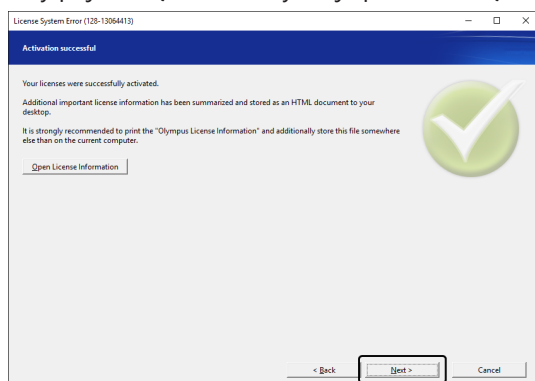 License System Error (128-13064413)
Activation successful
Your licenses were successfully activated.
Additional important license information has been summarized and stored as an HTML document to your
desktop.
It is strongly recommended to print the "Olympus License Information" and additionally store this file somewhere
else than on the current computer.
Open License Information
< Back
Next >
Cancel